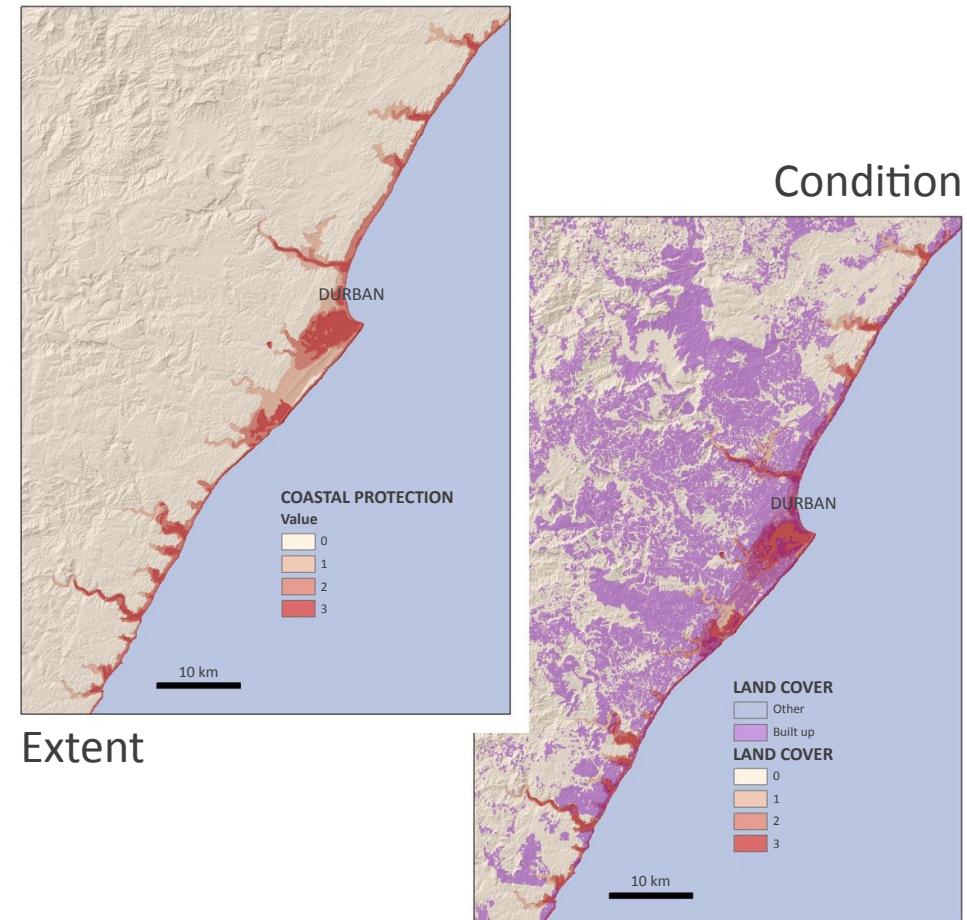 DURBAN
COASTAL PROTECTION
Value
0
1
2
3
10 km
Extent
Condition
DURBAN
LAND COVER
Other
Built up
LAND COVER
0
1
2
3
10 km